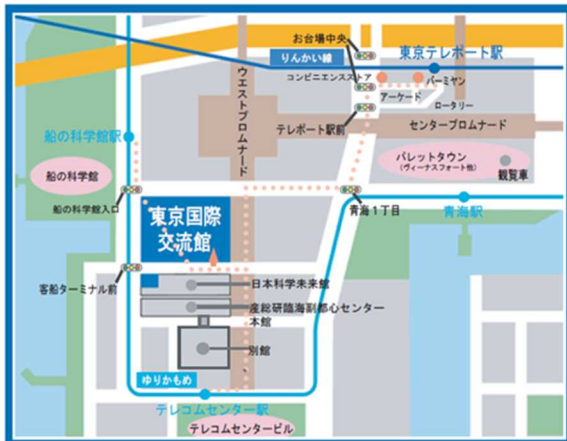 お台場中央
りんかい線
東京テレポート駅
コンビニエンスストア
バーミヤン
アーケード
ロータリー
ウエストプロムナード
テレポート駅前
センタープロムナード
船の科学館駅
パレットタウン
(ヴィーナスフォート他)
観覧車
船の科学館
船の科学館入口
青海1丁目
青海駅
東京国際
交流館
客船ターミナル前
日本科学未来館
産総研臨海副都心センター
本館
別館
ゆりかもめ
テレコムセンター駅
テレコムセンタービル